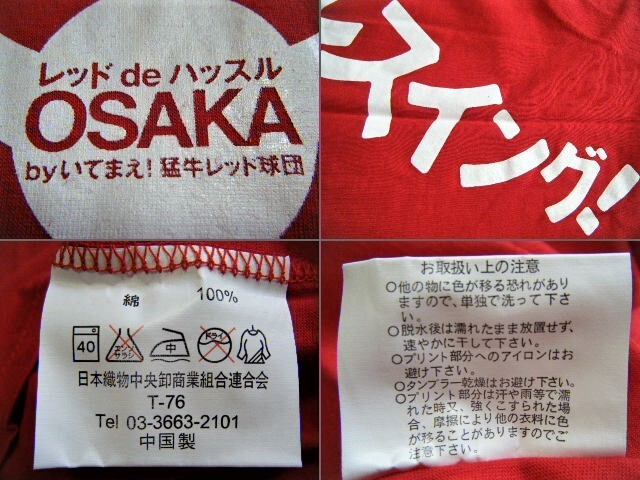 レッド de ハッスル
OSAKA
by いてまえ! 猛牛レッド球団
スイング!
綿 100%
40
エンソサラシ
中
ドライ
日本織物中央卸商業組合連合会
T-76
Tel 03-3663-2101
中国製
お取扱い上の注意
○他の物に色が移る恐れがあり
ますので、単独で洗って下さ
い。
○脱水後は濡れたまま放置せず、
速やかに干して下さい。
○プリント部分へのアイロンはお
避け下さい。
○タンブラー乾燥はお避け下さい。
○プリント部分は汗や雨等で濡
れた時又、強くこすられた場
合、摩擦により他の衣料に色
が移ることがありますのでご
注意下さい。